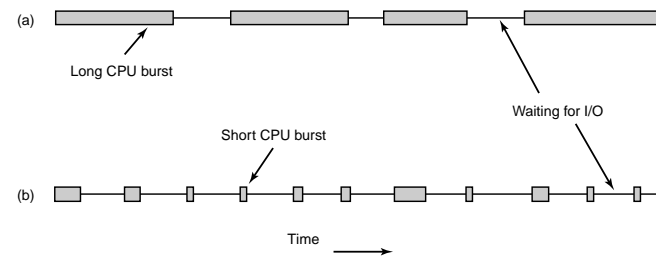 (a)
Long CPU burst
Waiting for I/O
Short CPU burst
(b)
Time